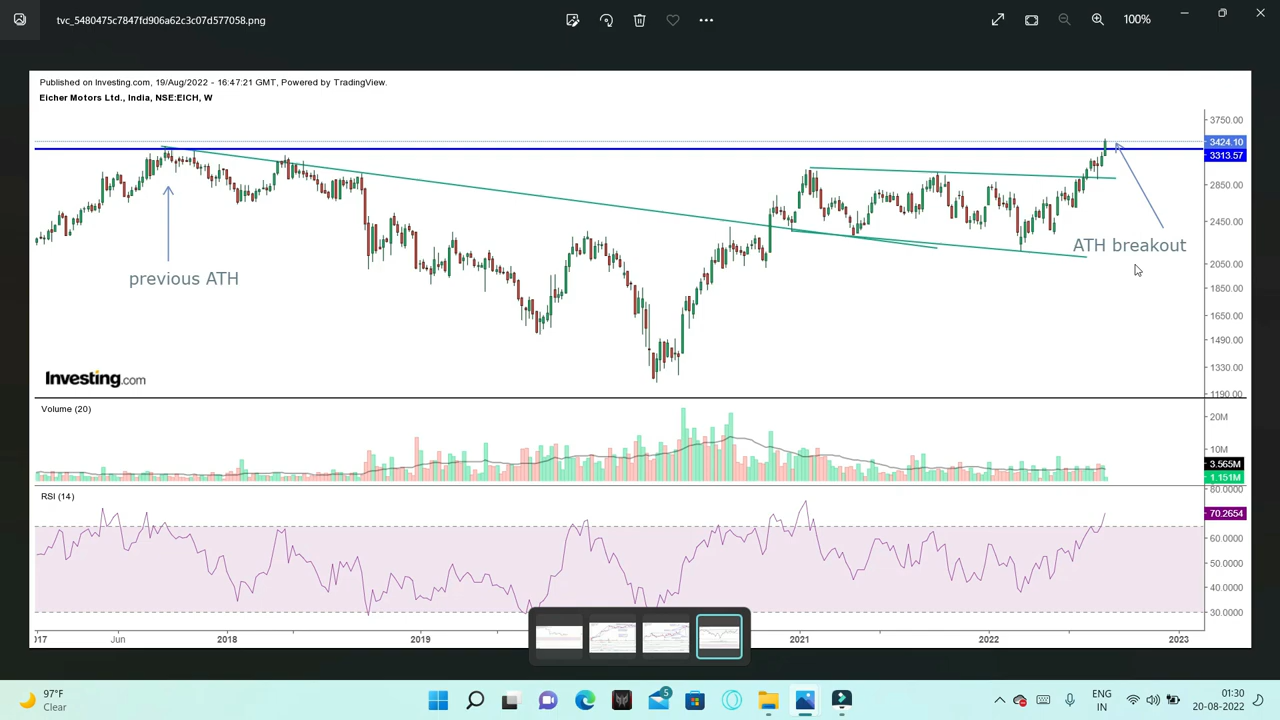 tvc_5480475c7847fd906a62c3c07d577058.png
100%
Published on Investing.com, 19/Aug/2022 - 16:47:21 GMT, Powered by TradingView.
Eicher Motors Ltd., India, NSE:EICH, W
3750.00
3424.10
3313.57
2850.00
2450.00
ATH breakout
2050.00
previous ATH
1850.00
1650.00
1490.00
1330.00
Investing.com
1190.00
Volume (20)
20M
10M
3.565M
1.151M
RSI (14)
80.0000
70.2654
60.0000
50.0000
40.0000
30.0000
017 Jun 2018 2019 2021 2022 2023
97°F
Clear
5
ENG
IN
01:30
20-08-2022